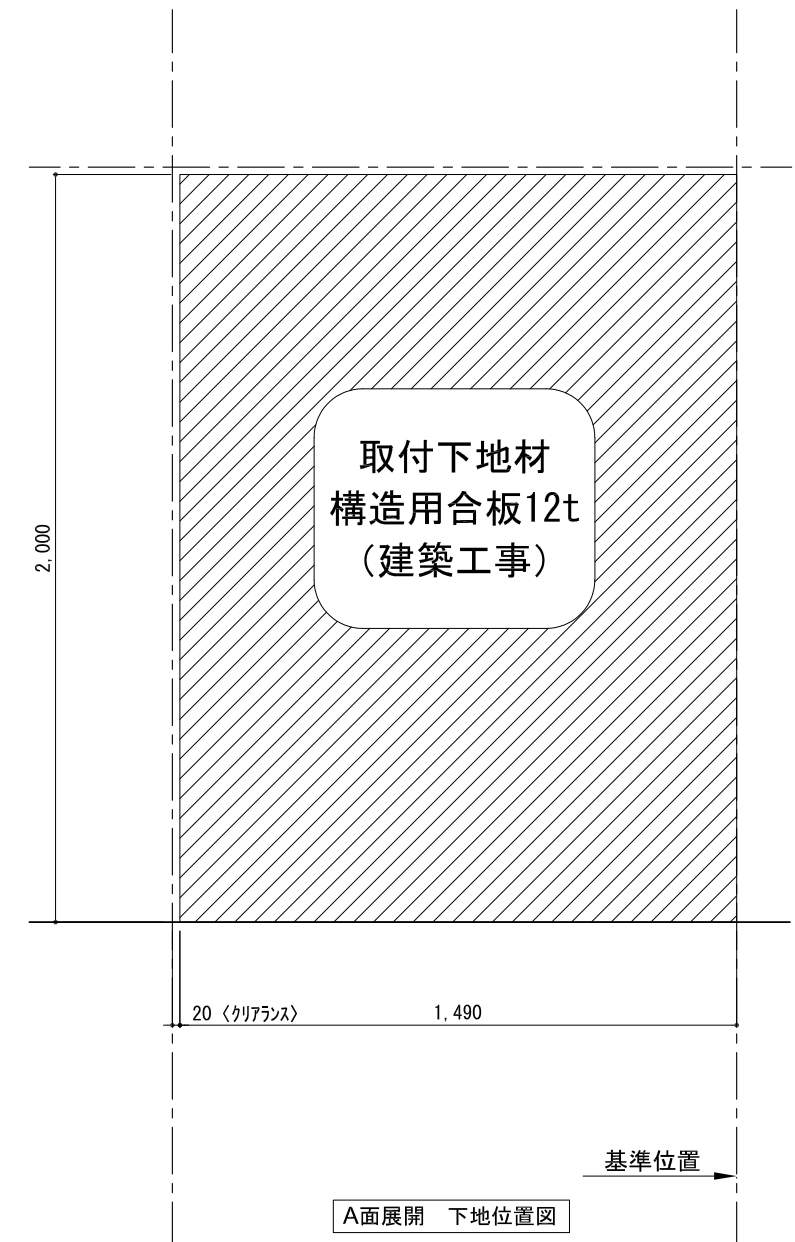 取付下地材
構造用合板12t
(建築工事)
2,000
20 〈クリアランス〉
1,490
基準位置
A面展開 下地位置図